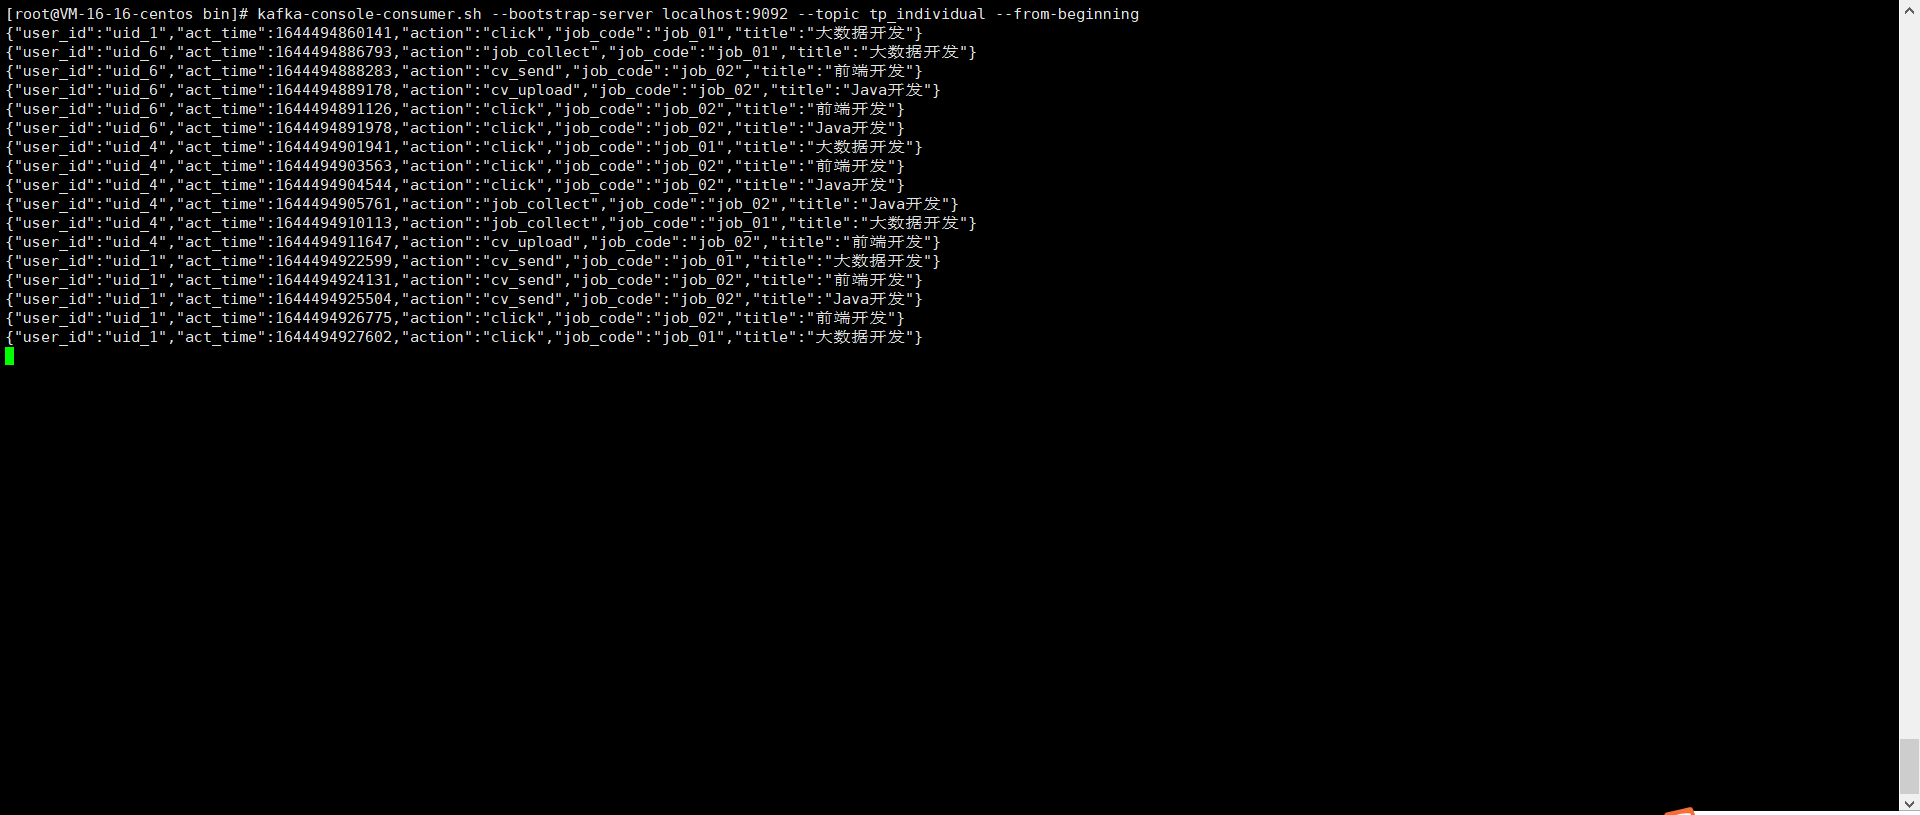 [root@VM-16-16-centos bin]# kafka-console-consumer.sh --bootstrap-server localhost:9092 --topic tp_individual --from-beginning
{"user_id":"uid_1","act_time":1644494860141,"action":"click","job_code":"job_01","title":"大数据开发"}
{"user_id":"uid_6","act_time":1644494886793,"action":"job_collect","job_code":"job_01","title":"大数据开发"}
{"user_id":"uid_6","act_time":1644494888283,"action":"cv_send","job_code":"job_02","title":"前端开发"}
{"user_id":"uid_6","act_time":1644494889178,"action":"cv_upload","job_code":"job_02","title":"Java开发"}
{"user_id":"uid_6","act_time":1644494891126,"action":"click","job_code":"job_02","title":"前端开发"}
{"user_id":"uid_6","act_time":1644494891978,"action":"click","job_code":"job_02","title":"Java开发"}
{"user_id":"uid_4","act_time":1644494901941,"action":"click","job_code":"job_01","title":"大数据开发"}
{"user_id":"uid_4","act_time":1644494903563,"action":"click","job_code":"job_02","title":"前端开发"}
{"user_id":"uid_4","act_time":1644494904544,"action":"click","job_code":"job_02","title":"Java开发"}
{"user_id":"uid_4","act_time":1644494905761,"action":"job_collect","job_code":"job_02","title":"Java开发"}
{"user_id":"uid_4","act_time":1644494910113,"action":"job_collect","job_code":"job_01","title":"大数据开发"}
{"user_id":"uid_4","act_time":1644494911647,"action":"cv_upload","job_code":"job_02","title":"前端开发"}
{"user_id":"uid_1","act_time":1644494922599,"action":"cv_send","job_code":"job_01","title":"大数据开发"}
{"user_id":"uid_1","act_time":1644494924131,"action":"cv_send","job_code":"job_02","title":"前端开发"}
{"user_id":"uid_1","act_time":1644494925504,"action":"cv_send","job_code":"job_02","title":"Java开发"}
{"user_id":"uid_1","act_time":1644494926775,"action":"click","job_code":"job_02","title":"前端开发"}
{"user_id":"uid_1","act_time":1644494927602,"action":"click","job_code":"job_01","title":"大数据开发"}